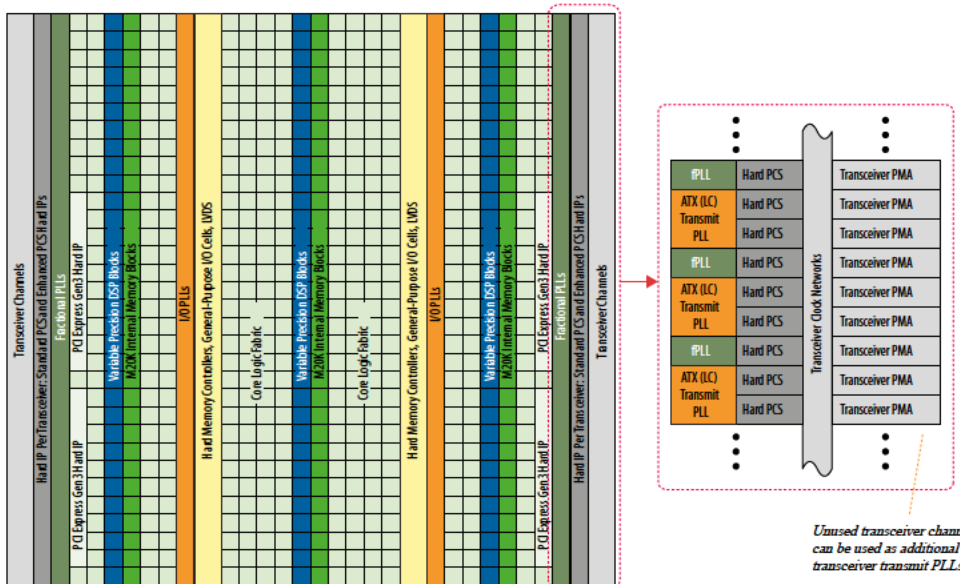 Transceiver Channels
Hard IP Per Transceiver: Standard PCS and Enhanced PCS Hard IPs
Fractional PLLs
PCI Express Gen3 Hard IP
PCI Express Gen3 Hard IP
Variable Precision DSP Blocks
M20K Internal Memory Blocks
I/O PLLs
Hard Memory Controllers, General-Purpose I/O Cells, LVDS
Core Logic Fabric
Variable Precision DSP Blocks
M20K Internal Memory Blocks
Core Logic Fabric
Hard Memory Controllers, General-Purpose I/O Cells, LVDS
I/O PLLs
Variable Precision DSP Blocks
M20K Internal Memory Blocks
PCI Express Gen3 Hard IP
PCI Express Gen3 Hard IP
Fractional PLLs
Hard IP Per Transceiver: Standard PCS and Enhanced PCS Hard IPs
Transceiver Channels
fPLL
Hard PCS
Transceiver PMA
ATX (LC)
Transmit
PLL
Hard PCS
Transceiver PMA
Hard PCS
Transceiver PMA
fPLL
Hard PCS
Transceiver PMA
ATX (LC)
Transmit
PLL
Hard PCS
Transceiver PMA
Hard PCS
Transceiver PMA
fPLL
Hard PCS
Transceiver PMA
ATX (LC)
Transmit
PLL
Hard PCS
Transceiver PMA
Hard PCS
Transceiver PMA
Transceiver Clock Networks
Unused transceiver chann
can be used as additional
transceiver transmit PLLs